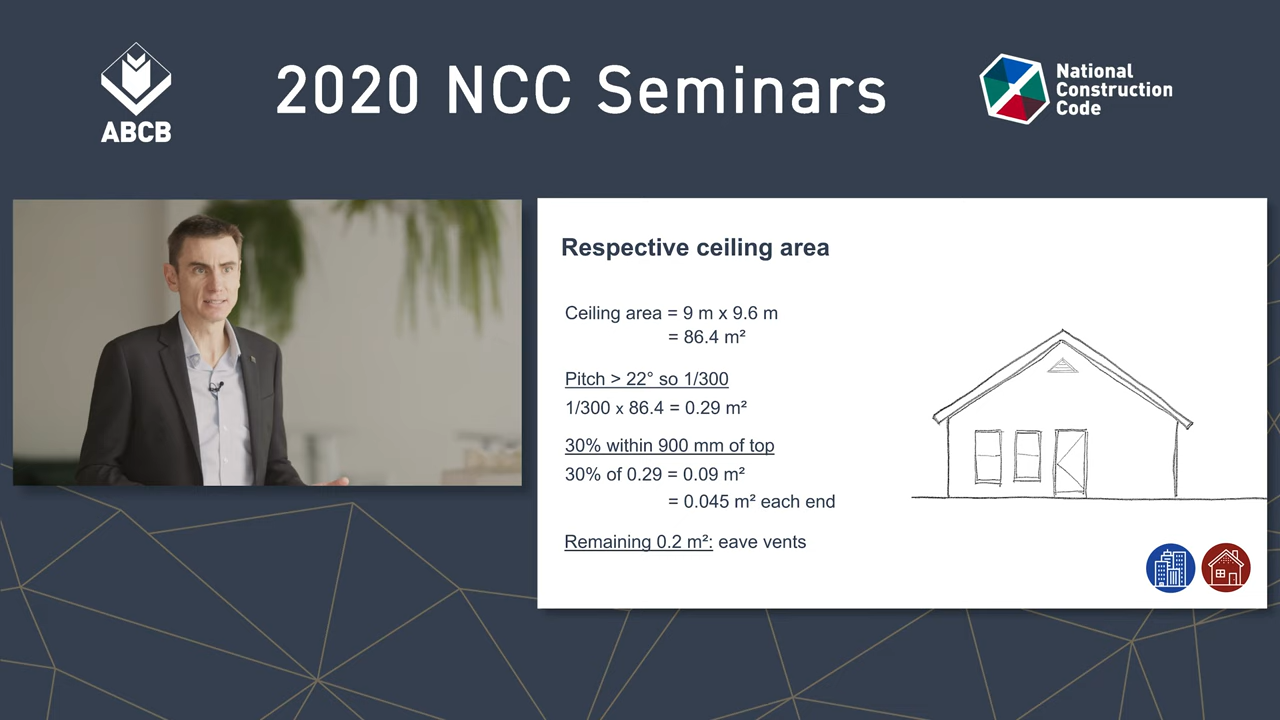 ABCB
2020 NCC Seminars
National
Construction
Code
Respective ceiling area
Ceiling area = 9 m x 9.6 m
= 86.4 m²
Pitch > 22° so 1/300
1/300 x 86.4 = 0.29 m²
30% within 900 mm of top
30% of 0.29 = 0.09 m²
= 0.045 m² each end
Remaining 0.2 m²: eave vents